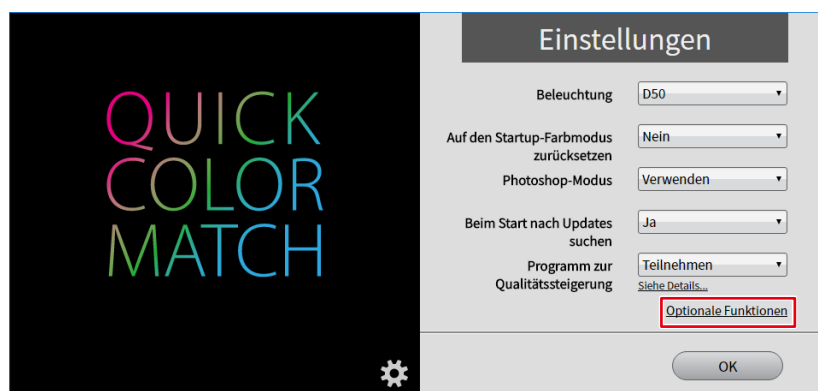 QUICK
COLOR
MATCH
Einstellungen
Beleuchtung
D50
Auf den Startup-Farbmodus
zurücksetzen
Nein
Photoshop-Modus
Verwenden
Beim Start nach Updates
suchen
Ja
Programm zur
Qualitätssteigerung
Teilnehmen
Siehe Details...
Optionale Funktionen
OK